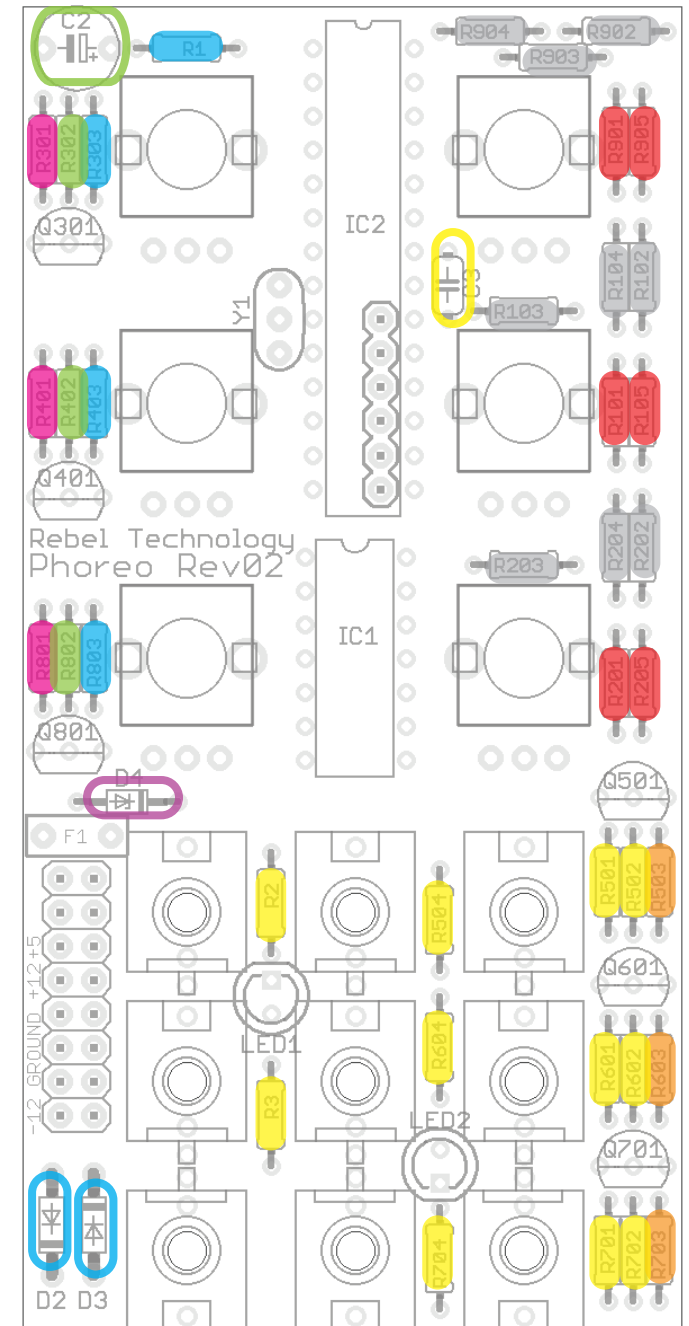 C2
R1
R904
R902
R903
R301
R302
R303
R901
R905
Q301
IC2
C3
R104
R102
Y1
R103
R401
R402
R403
R101
R105
Q401
Rebel Technology
Phoreo Rev02
R204
R202
R203
IC1
R801
R802
R803
R201
R205
Q801
D4
Q501
F1
R2
R504
R501
R502
R503
-12 GROUND +12+5
Q601
LED1
R604
R601
R602
R603
R3
LED2
Q701
R704
R701
R702
R703
D2 D3